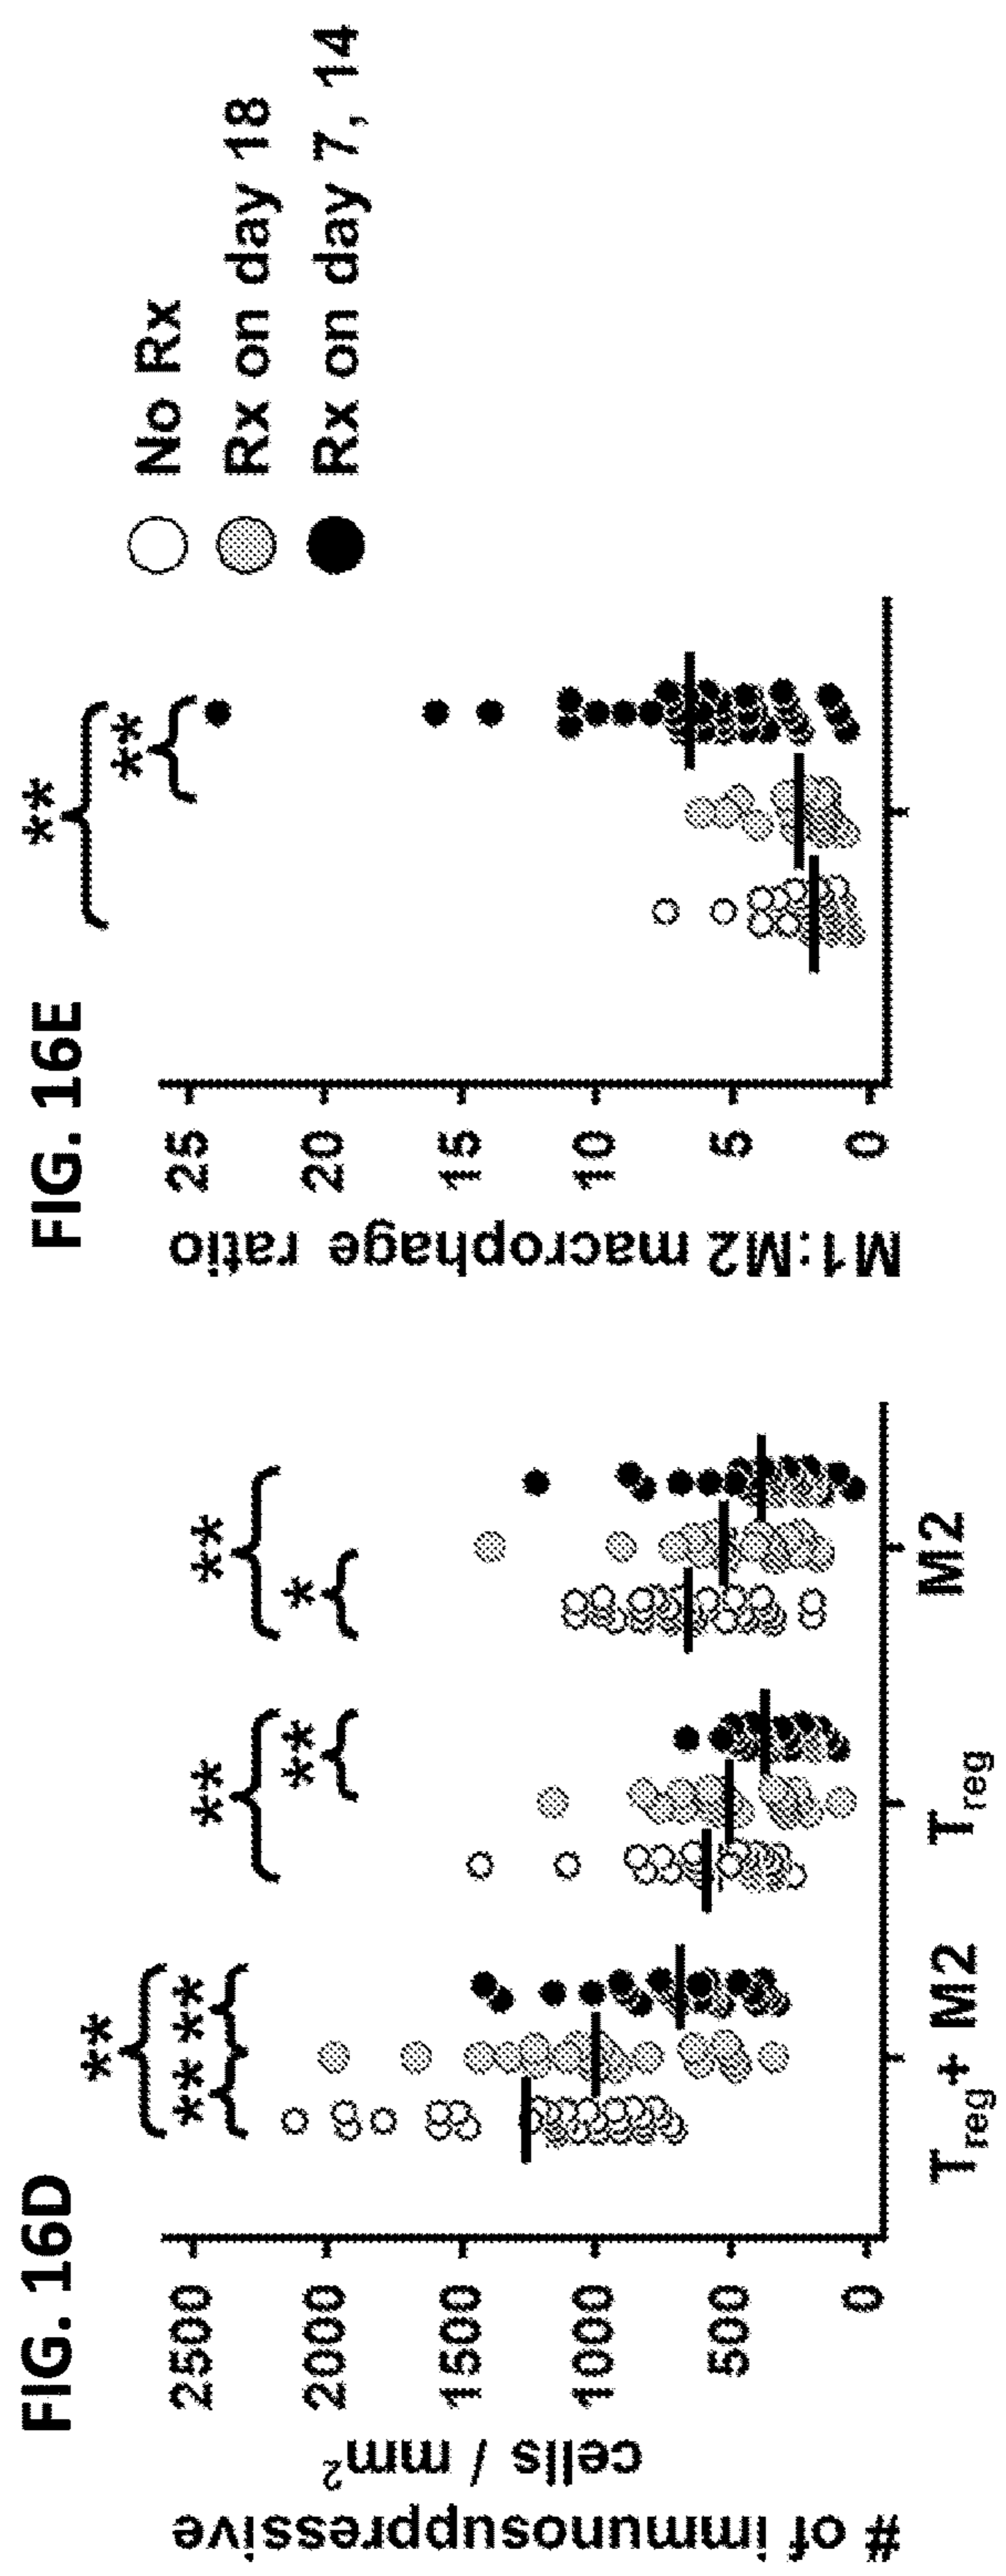 FIG. 16D
# of immunosuppressive
cells / mm²
2500
2000
1500
1000
500
0
**
** **
**
**
**
*
Treg + M2
Treg
M2
FIG. 16E
M1:M2 macrophage ratio
25
20
15
10
5
0
**
**
No Rx
Rx on day 18
Rx on day 7, 14